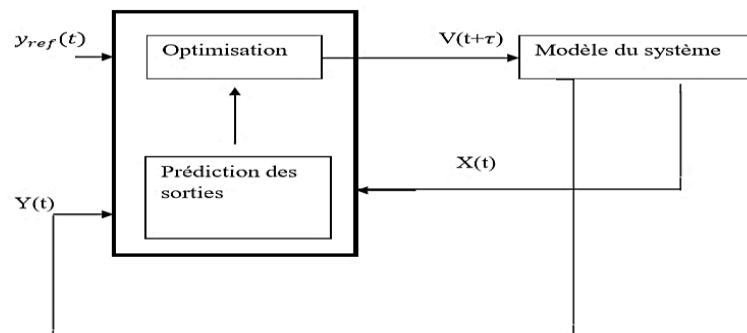 y_ref(t)
Optimisation
V(t+τ)
Modèle du système
Prédiction des
sorties
X(t)
Y(t)